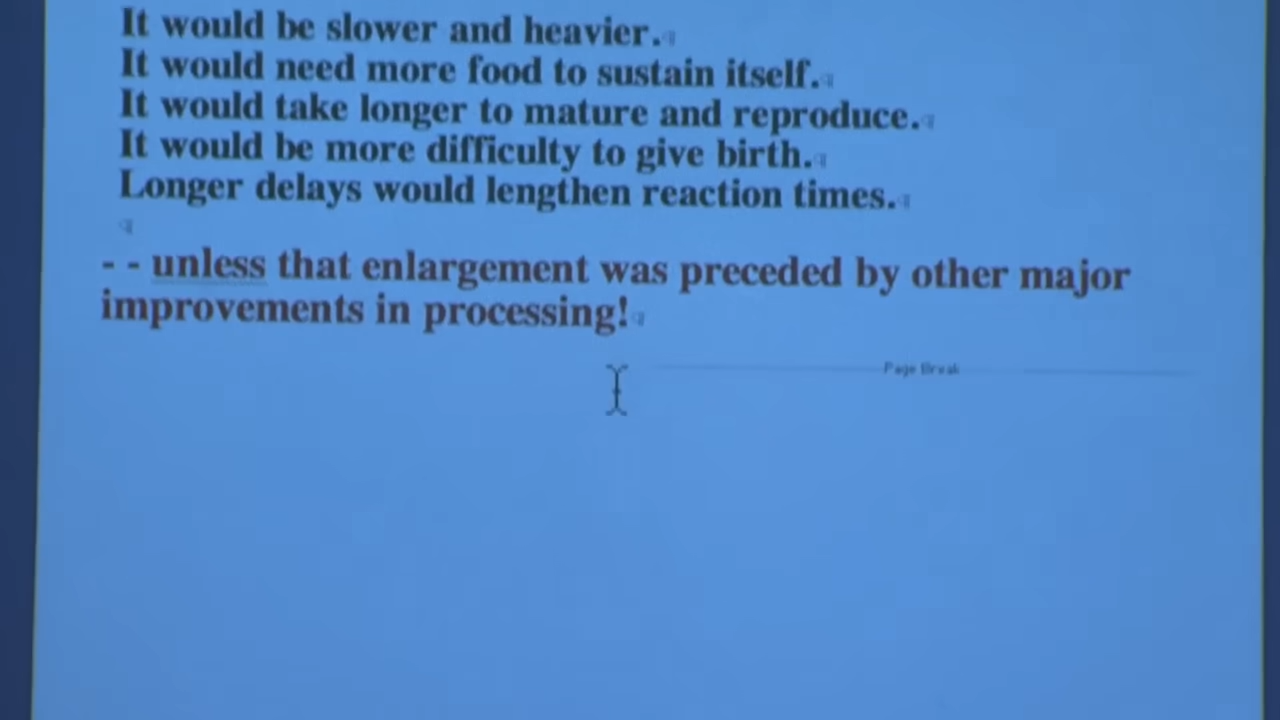 It would be slower and heavier.
It would need more food to sustain itself.
It would take longer to mature and reproduce.
It would be more difficulty to give birth.
Longer delays would lengthen reaction times.
- - unless that enlargement was preceded by other major
improvements in processing!
Page Break